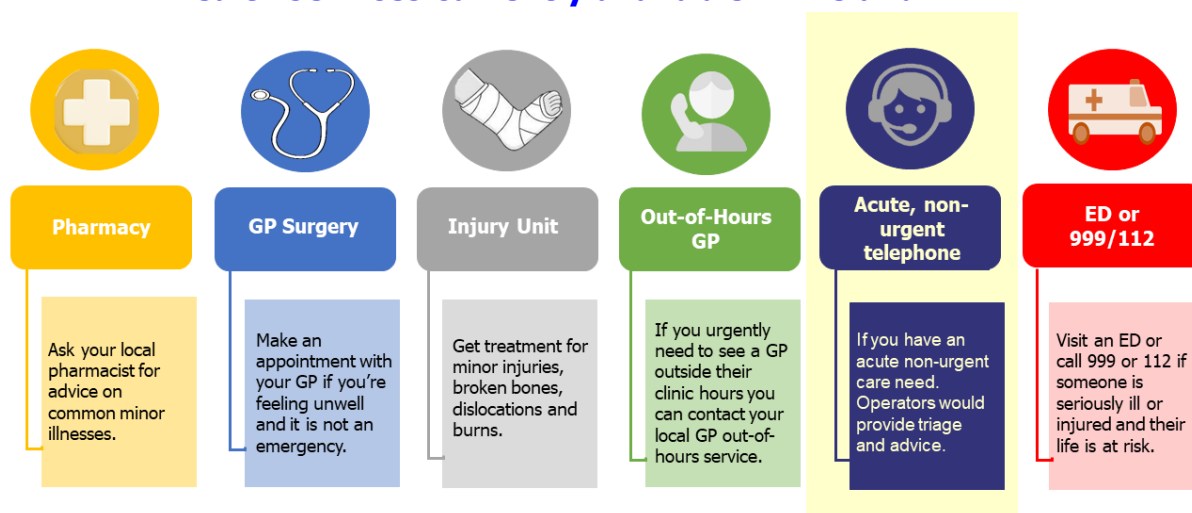 Pharmacy
Ask your local
pharmacist for
advice on
common minor
illnesses.
GP Surgery
Make an
appointment with
your GP if you're
feeling unwell
and it is not an
emergency.
Injury Unit
Get treatment for
minor injuries,
broken bones,
dislocations and
burns.
Out-of-Hours
GP
If you urgently
need to see a GP
outside their
clinic hours you
can contact your
local GP out-of-
hours service.
Acute, non-
urgent
telephone
If you have an
acute non-urgent
care need.
Operators would
provide triage
and advice.
ED or
999/112
Visit an ED or
call 999 or 112 if
someone is
seriously ill or
injured and their
life is at risk.